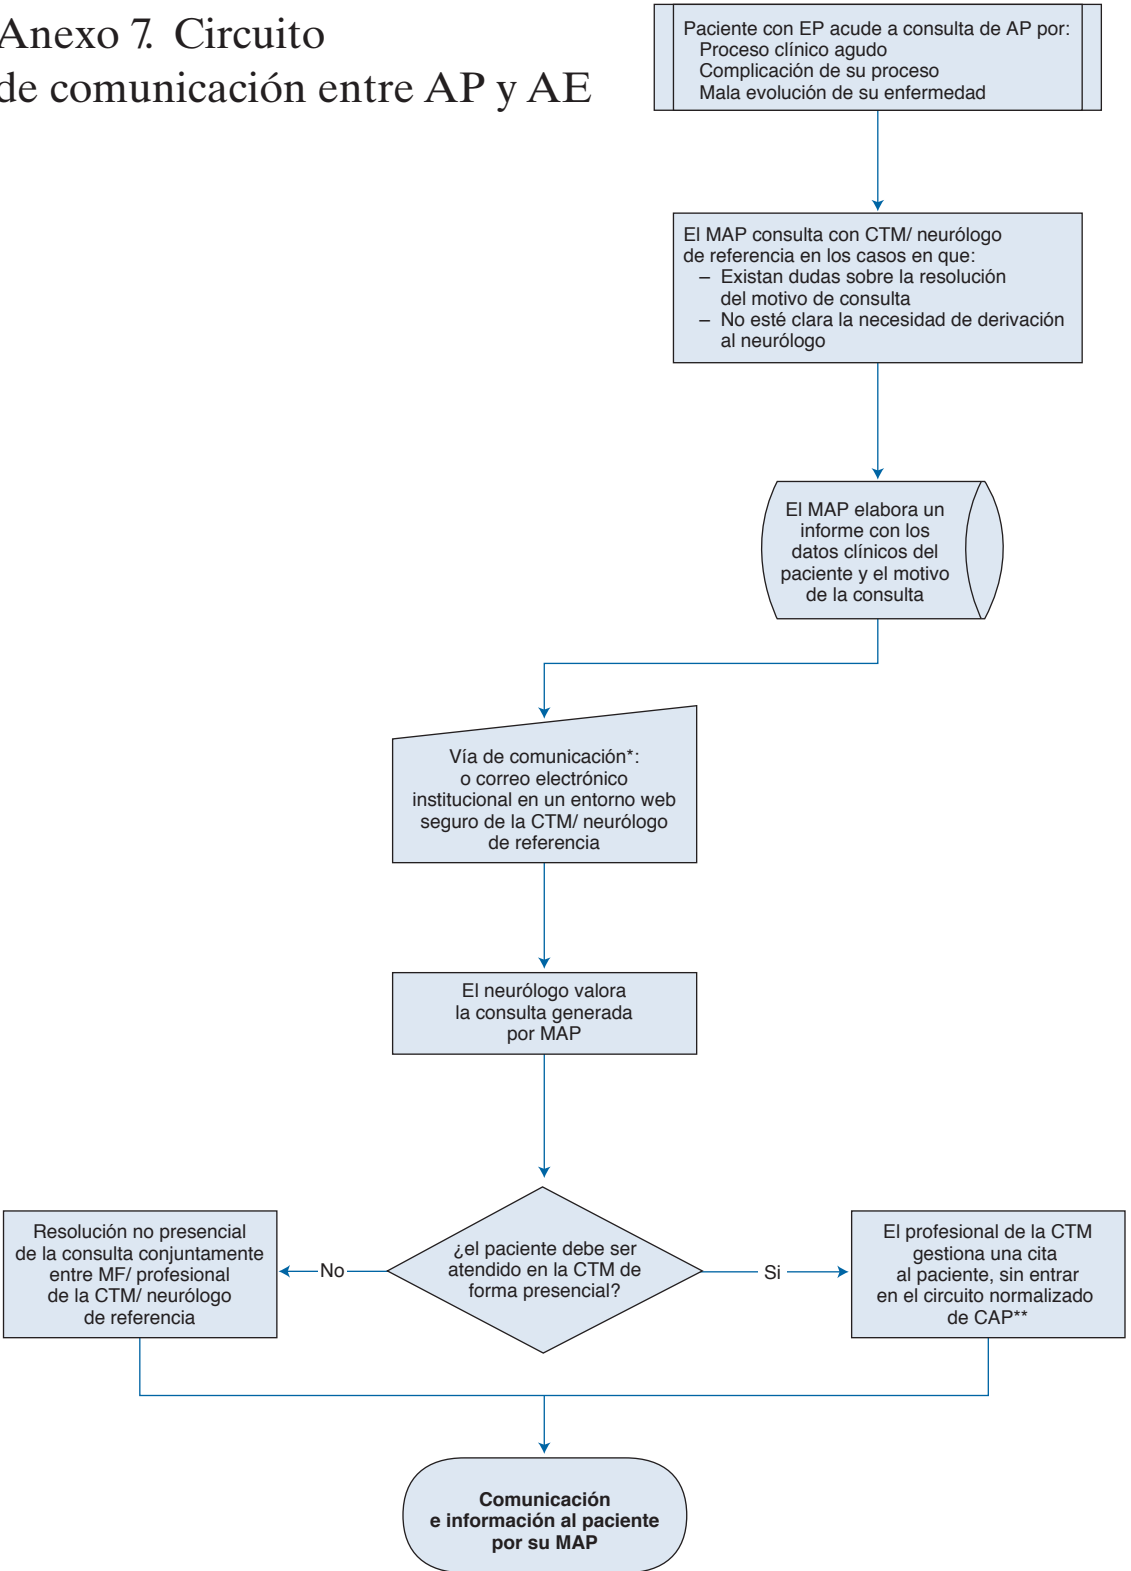 Anexo 7. Circuito
de comunicación entre AP y AE
Paciente con EP acude a consulta de AP por:
Proceso clínico agudo
Complicación de su proceso
Mala evolución de su enfermedad
El MAP consulta con CTM/ neurólogo
de referencia en los casos en que:
– Existan dudas sobre la resolución
del motivo de consulta
– No esté clara la necesidad de derivación
al neurólogo
El MAP elabora un
informe con los
datos clínicos del
paciente y el motivo
de la consulta
Vía de comunicación*:
o correo electrónico
institucional en un entorno web
seguro de la CTM/ neurólogo
de referencia
El neurólogo valora
la consulta generada
por MAP
¿el paciente debe ser
atendido en la CTM de
forma presencial?
No
Si
Resolución no presencial
de la consulta conjuntamente
entre MF/ profesional
de la CTM/ neurólogo
de referencia
El profesional de la CTM
gestiona una cita
al paciente, sin entrar
en el circuito normalizado
de CAP**
Comunicación
e información al paciente
por su MAP